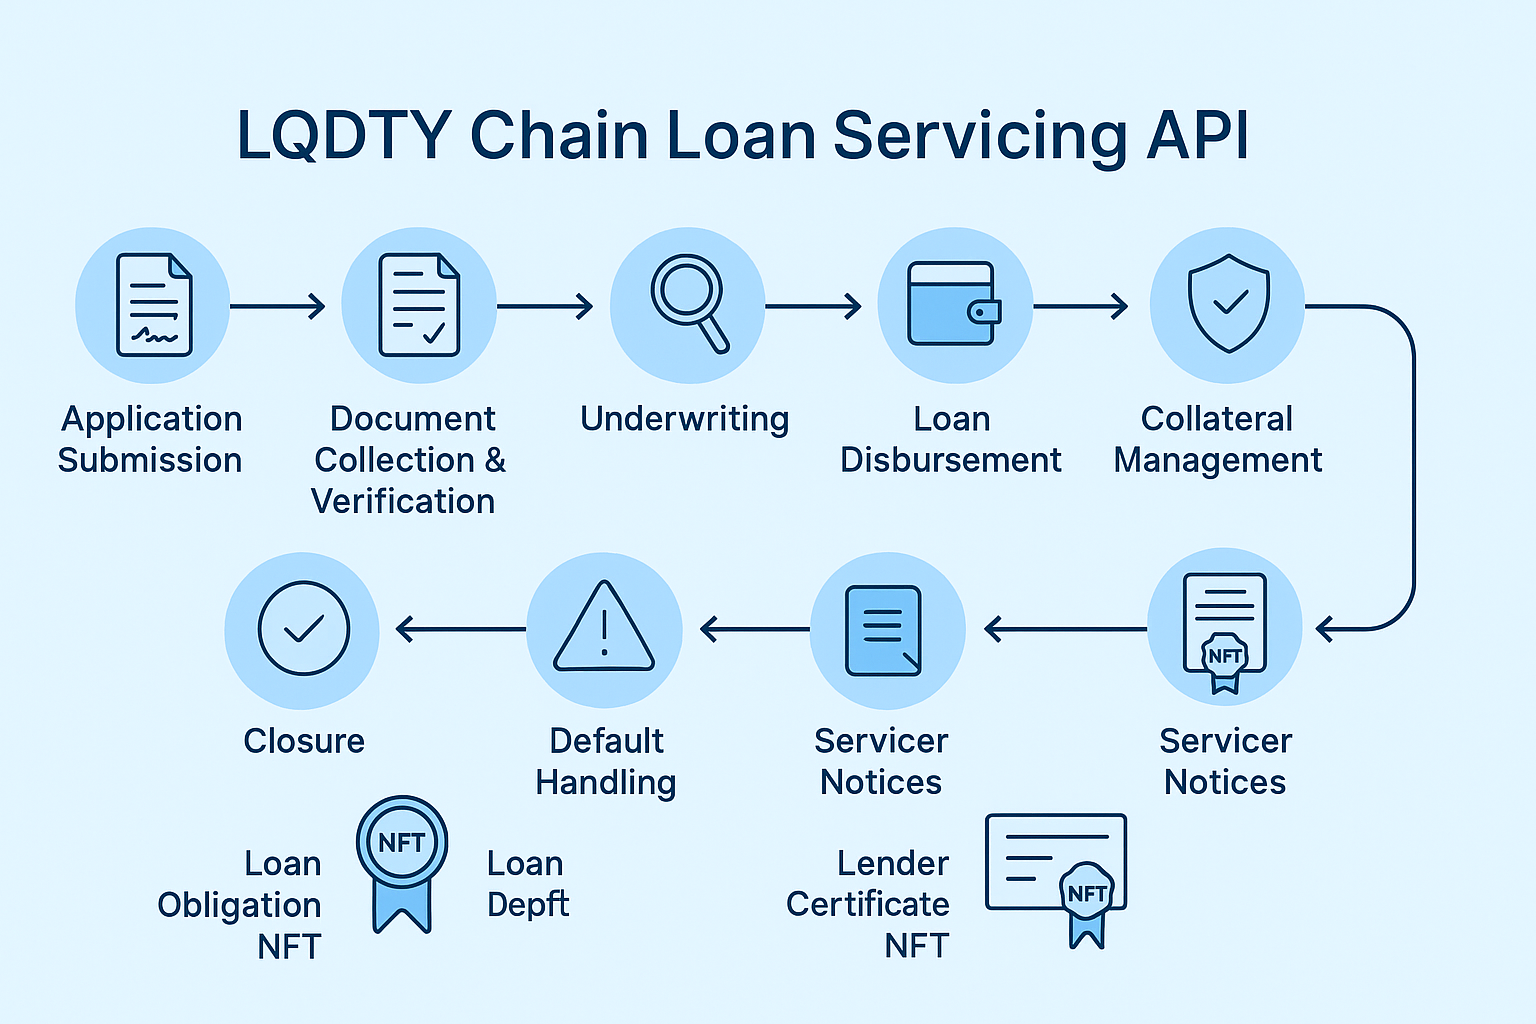 LQDTY Chain Loan Servicing API
Application
Submission
Document
Collection &
Verification
Underwriting
Loan
Disbursement
Collateral
Management
Closure
Default
Handling
Servicer
Notices
NFT
Servicer
Notices
Loan
Obligation
NFT
NFT
Loan
Depft
Lender
Certificate
NFT
NFT